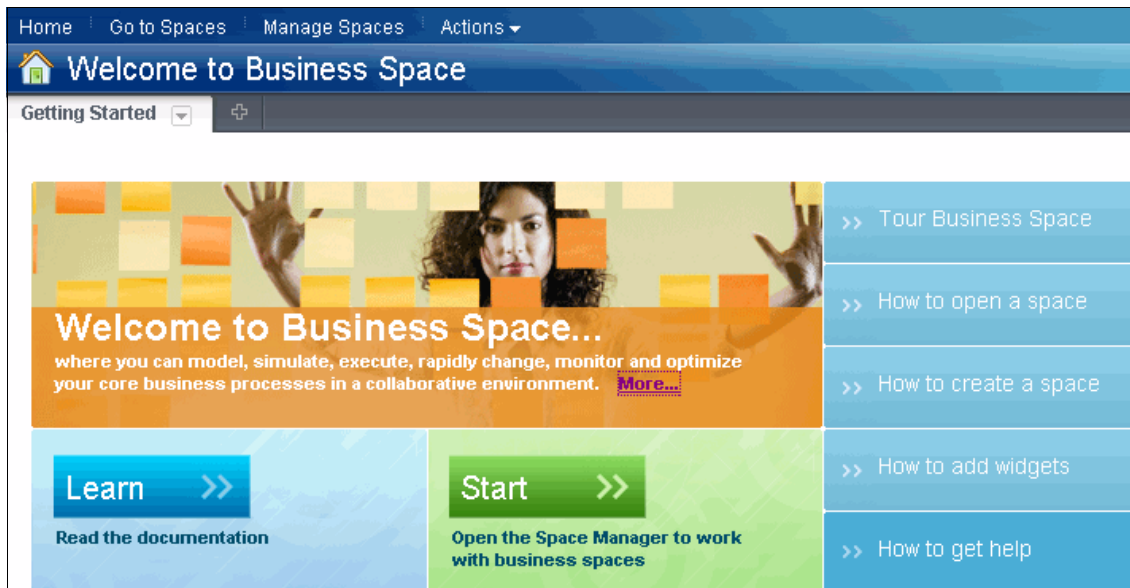 Home Go to Spaces Manage Spaces Actions
Welcome to Business Space
Getting Started
Welcome to Business Space...
where you can model, simulate, execute, rapidly change, monitor and optimize
your core business processes in a collaborative environment. More...
Learn >>
Read the documentation
Start >>
Open the Space Manager to work
with business spaces
>> Tour Business Space
>> How to open a space
>> How to create a space
>> How to add widgets
>> How to get help